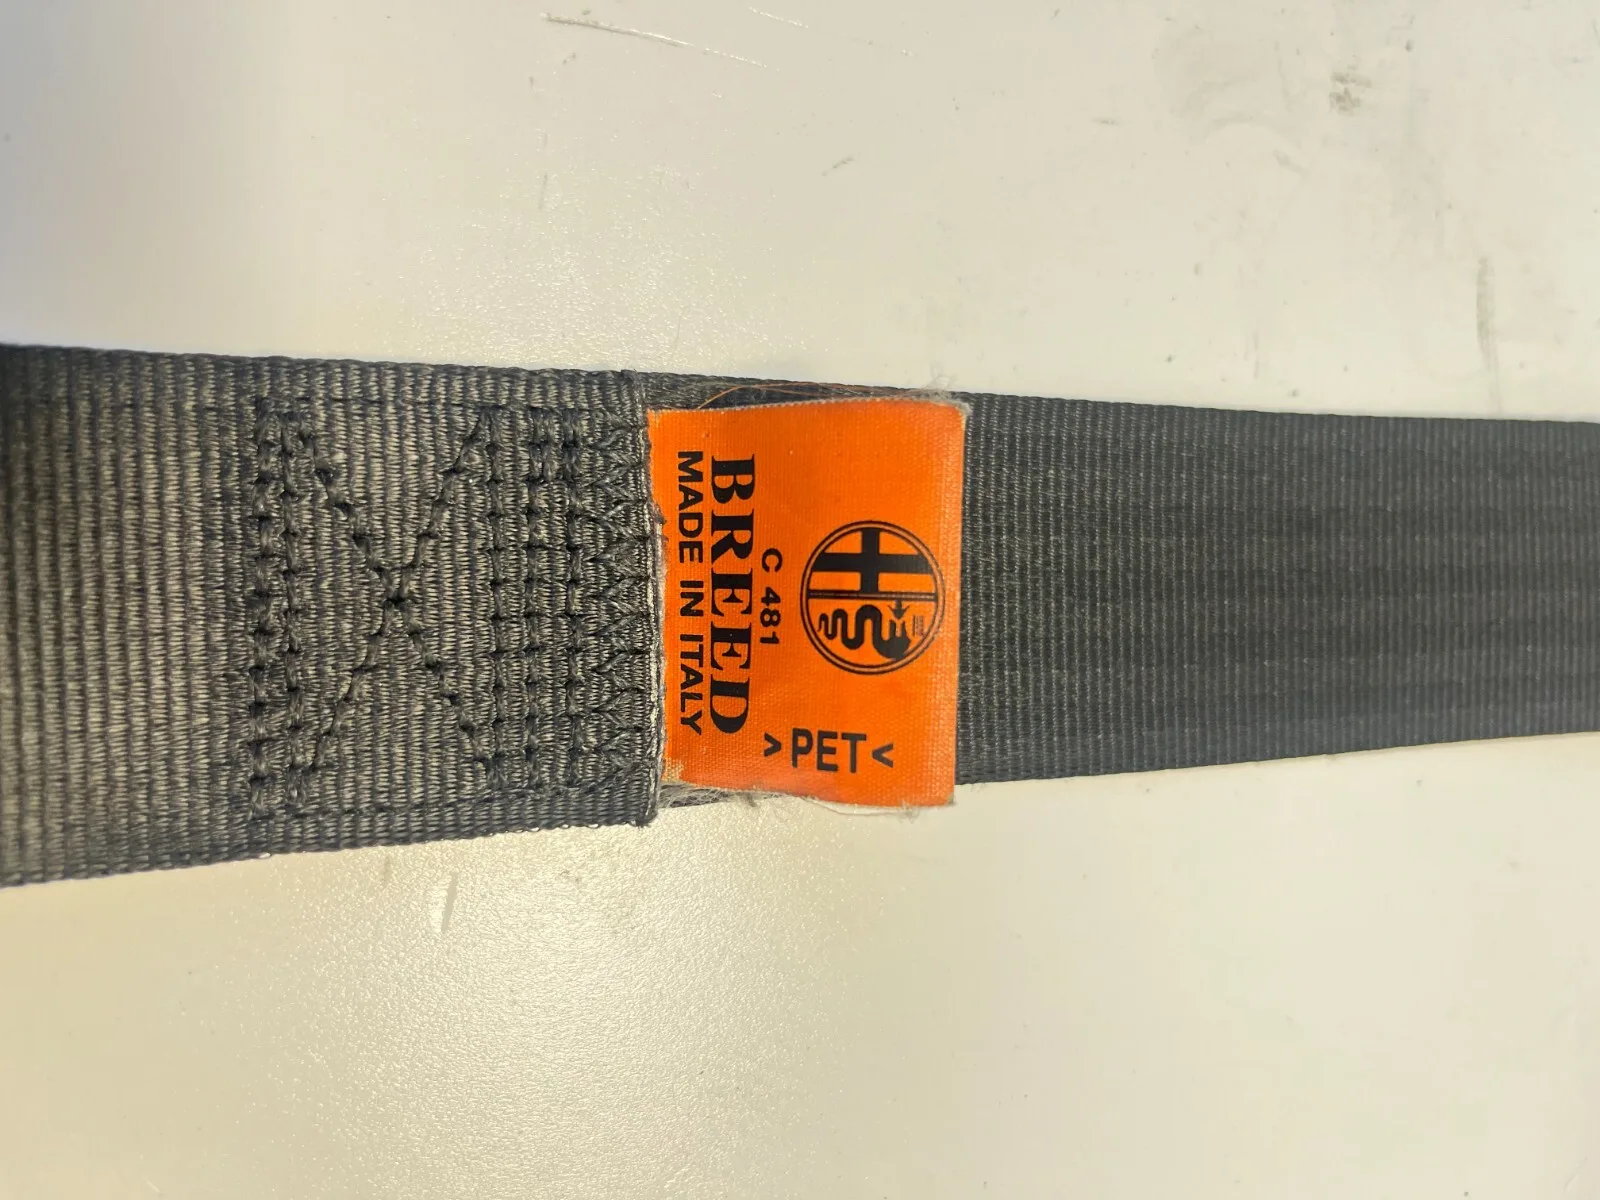 >PET<
C 481
BREED
MADE IN ITALY